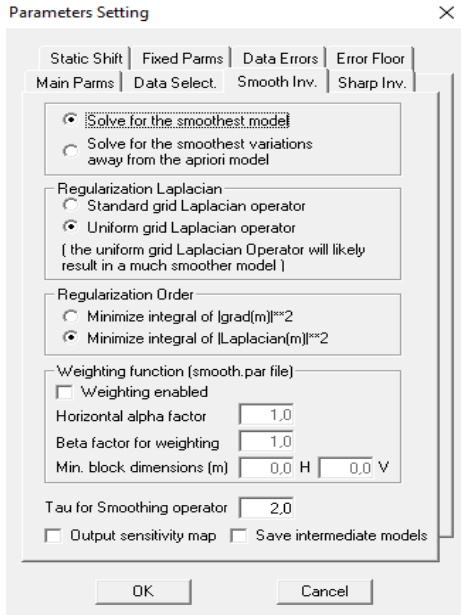 Parameters Setting
Static Shift Fixed Parms Data Errors Error Floor
Main Parms Data Select. Smooth Inv. Sharp Inv.
Solve for the smoothest model
Solve for the smoothest variations
away from the apriori model
Regularization Laplacian
Standard grid Laplacian operator
Uniform grid Laplacian operator
( the uniform grid Laplacian Operator will likely
result in a much smoother model )
Regularization Order
Minimize integral of |grad(m)|**2
Minimize integral of |Laplacian(m)|**2
Weighting function (smooth.par file)
Weighting enabled
Horizontal alpha factor 1,0
Beta factor for weighting 1,0
Min. block dimensions (m) 0,0 H 0,0 V
Tau for Smoothing operator 2,0
Output sensitivity map Save intermediate models
OK Cancel